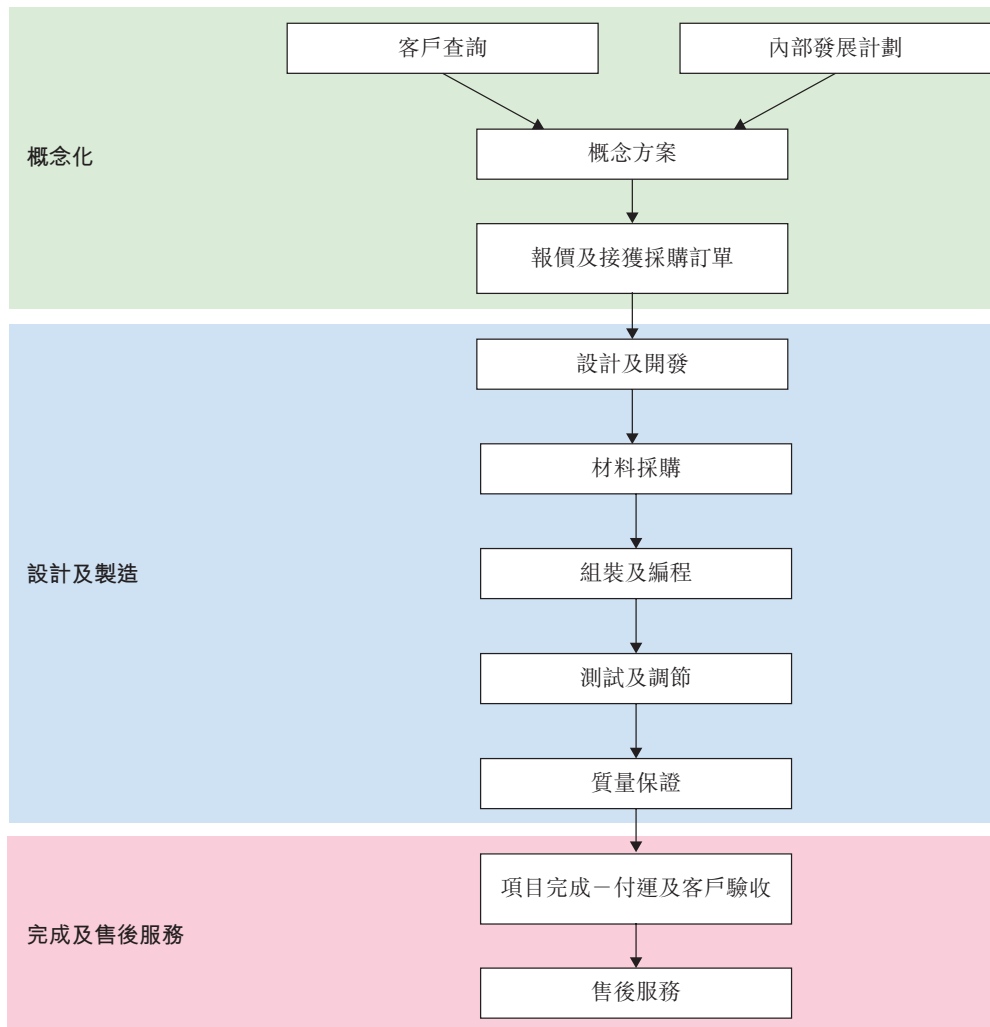 客戶查詢
內部發展計劃
概念化
概念方案
報價及接獲採購訂單
設計及開發
材料採購
設計及製造
組裝及編程
測試及調節
質量保證
項目完成－付運及客戶驗收
完成及售後服務
售後服務